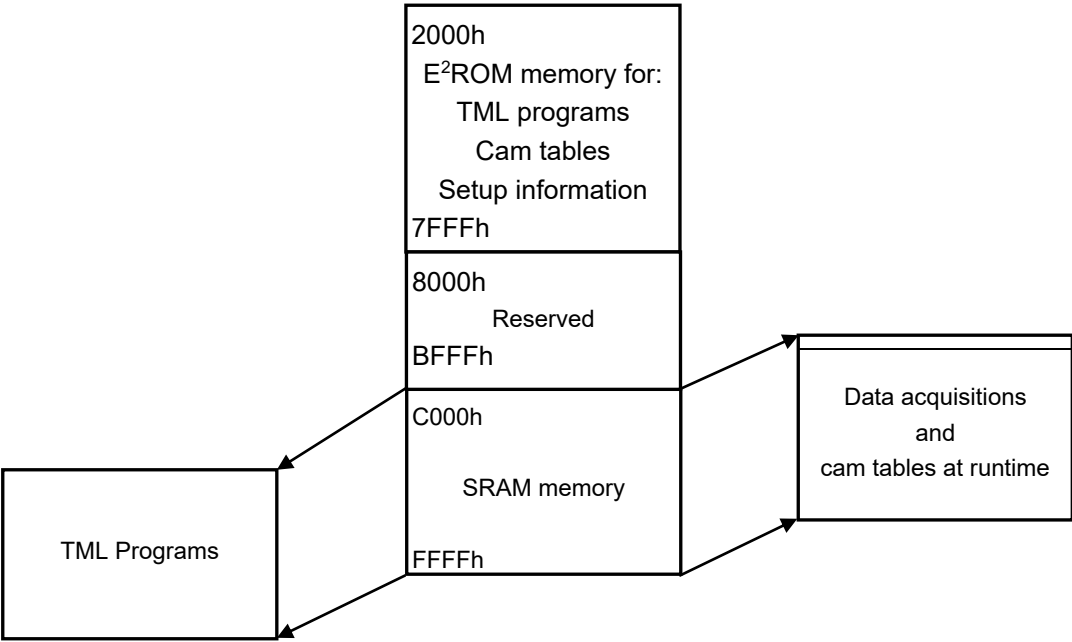 2000h
E²ROM memory for:
TML programs
Cam tables
Setup information
7FFFh
8000h
Reserved
BFFFh
C000h
SRAM memory
FFFFh
TML Programs
Data acquisitions
and
cam tables at runtime